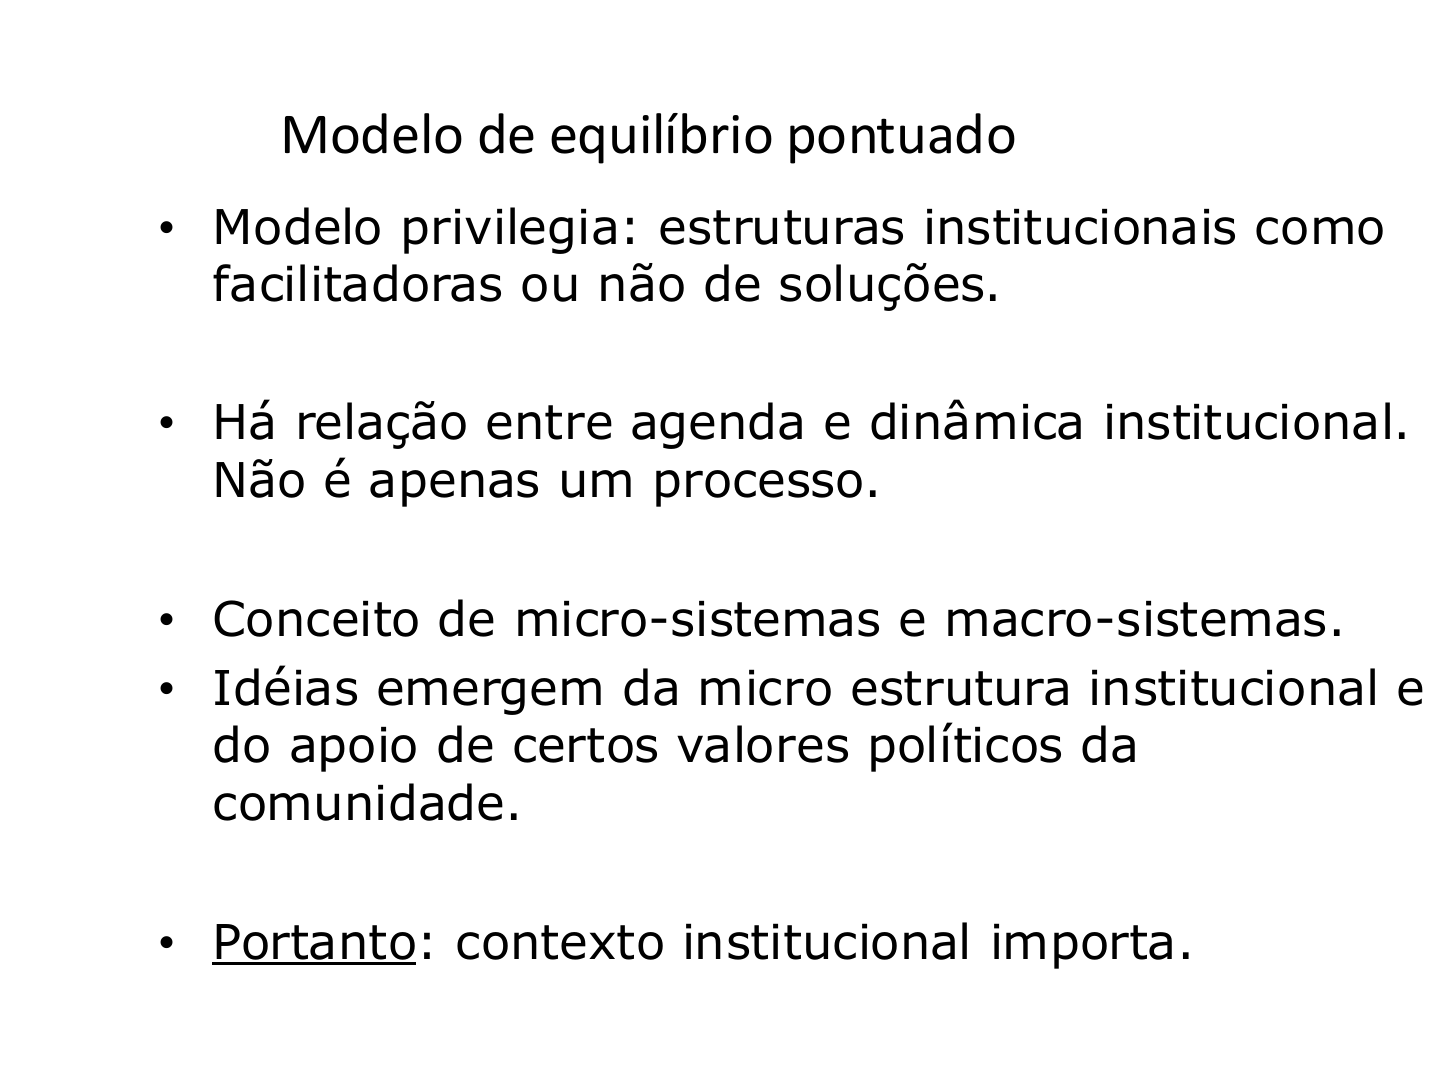 Modelo de equilíbrio pontuado
• Modelo privilegia: estruturas institucionais como
facilitadoras ou não de soluções.
• Há relação entre agenda e dinâmica institucional.
Não é apenas um processo.
• Conceito de micro-sistemas e macro-sistemas.
• Idéias emergem da micro estrutura institucional e
do apoio de certos valores políticos da
comunidade.
• Portanto: contexto institucional importa.